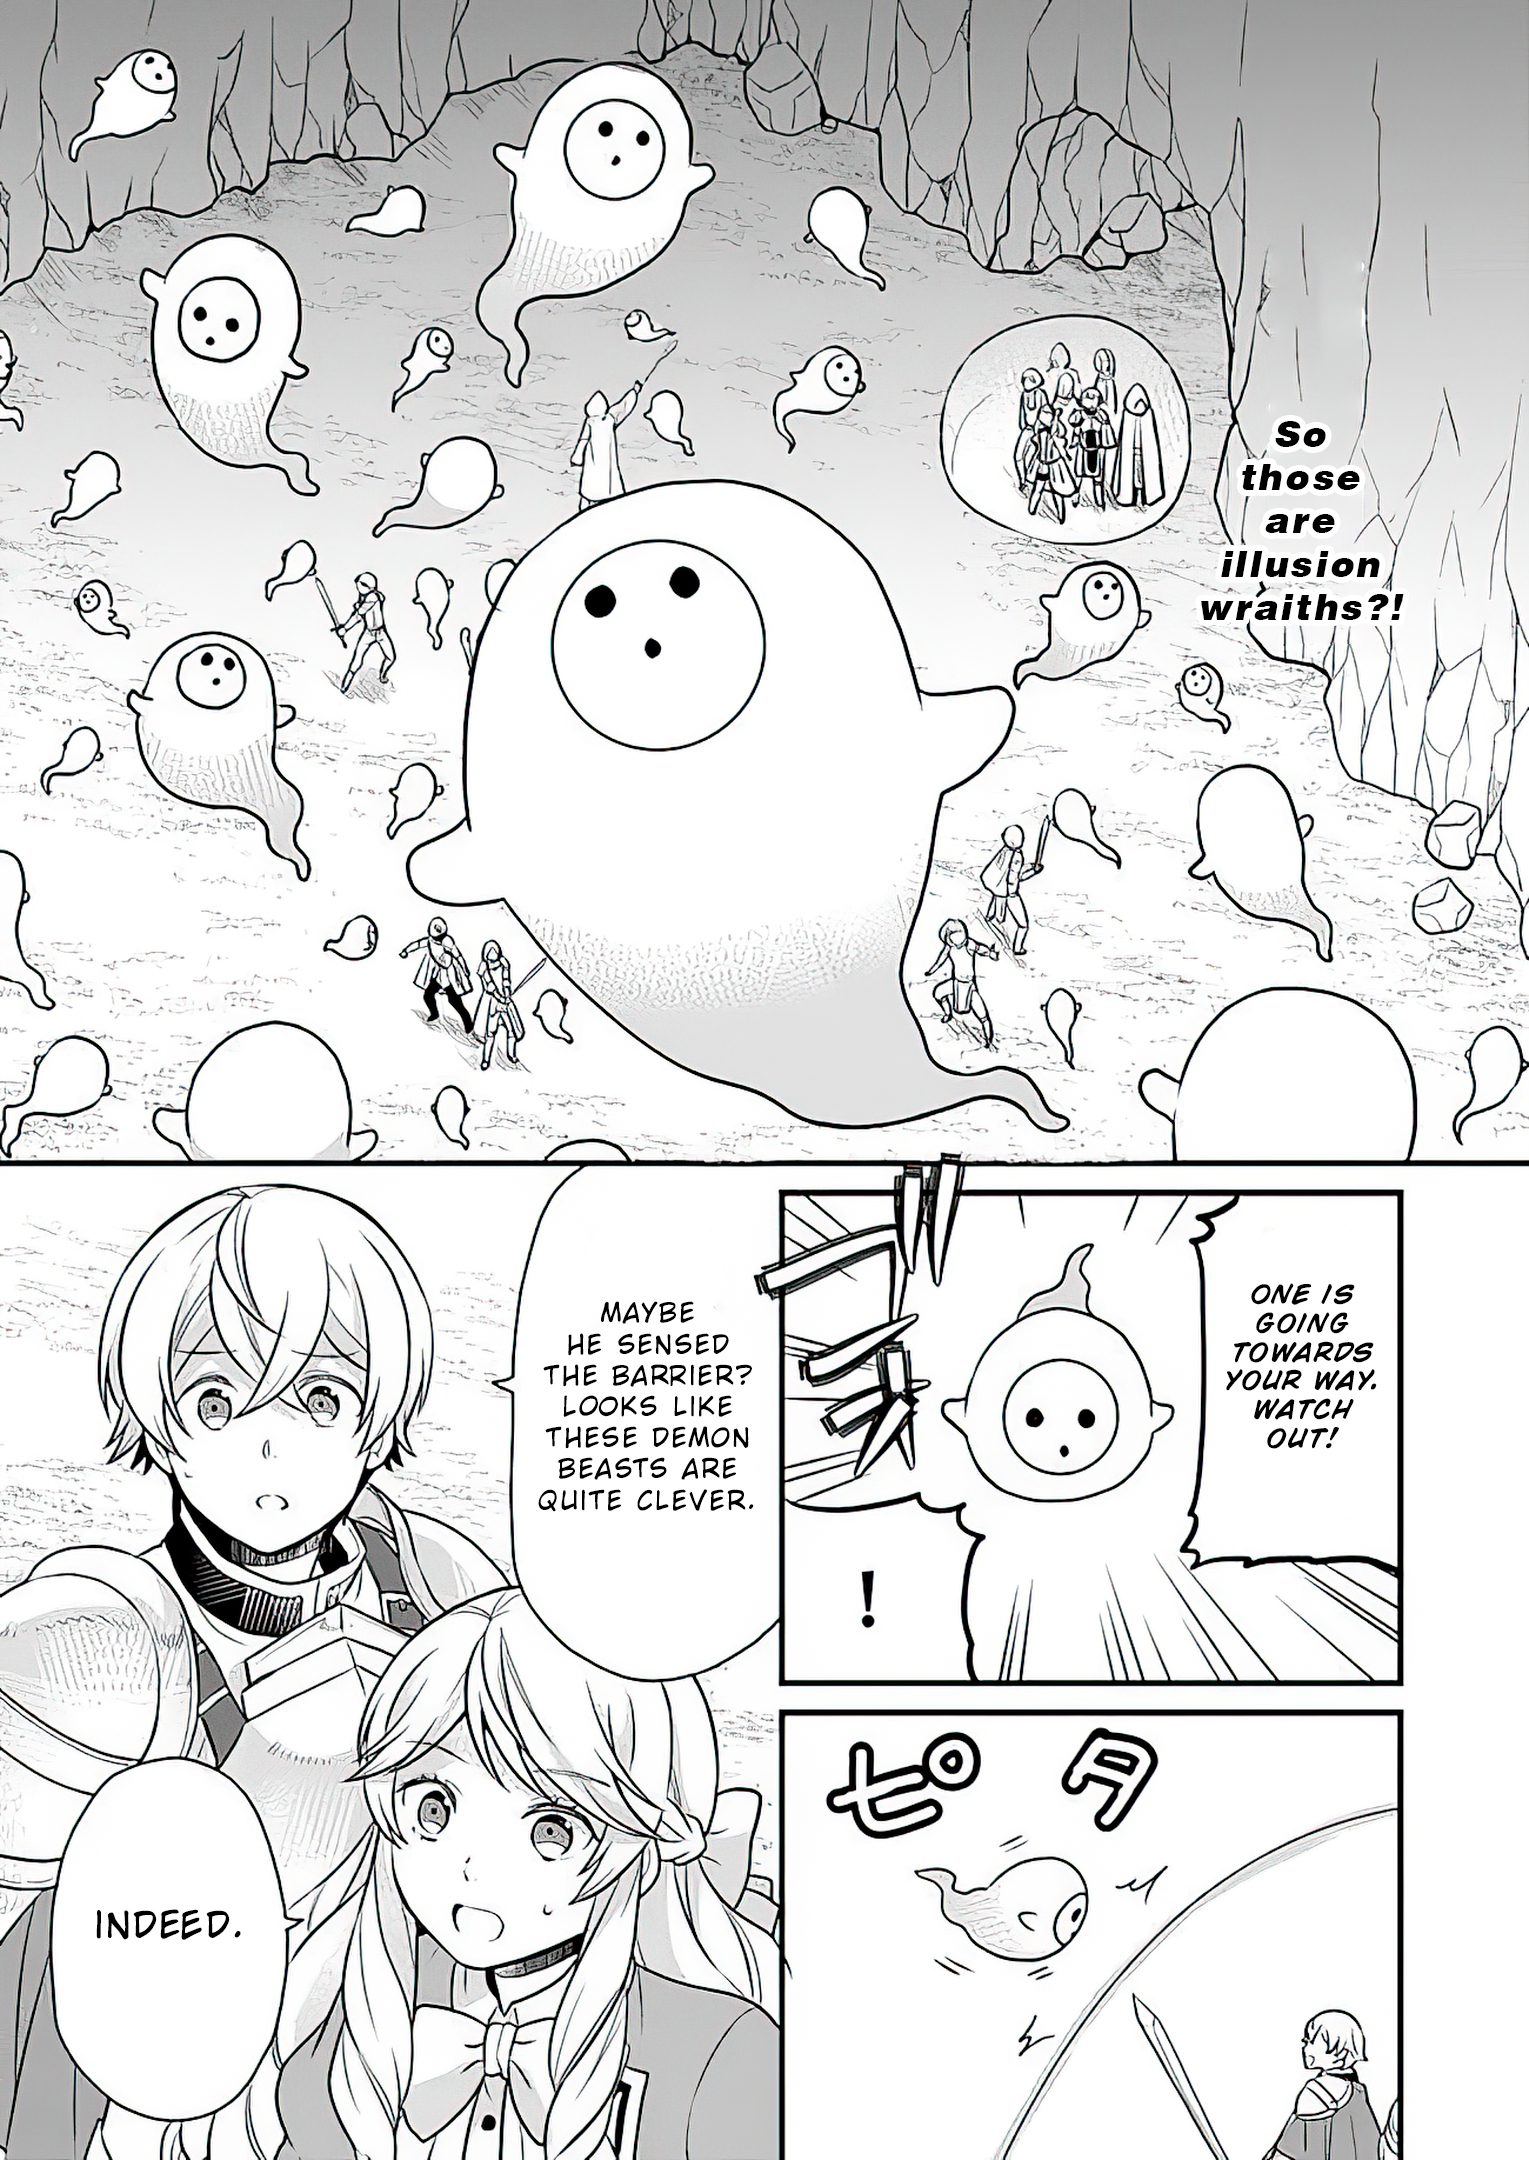 So
those
are
illusion
wraiths?!
ONE IS
GOING
TOWARDS
YOUR WAY.
WATCH
OUT!
!
ピタ
MAYBE
HE SENSED
THE BARRIER?
LOOKS LIKE
THESE DEMON
BEASTS ARE
QUITE CLEVER.
INDEED.